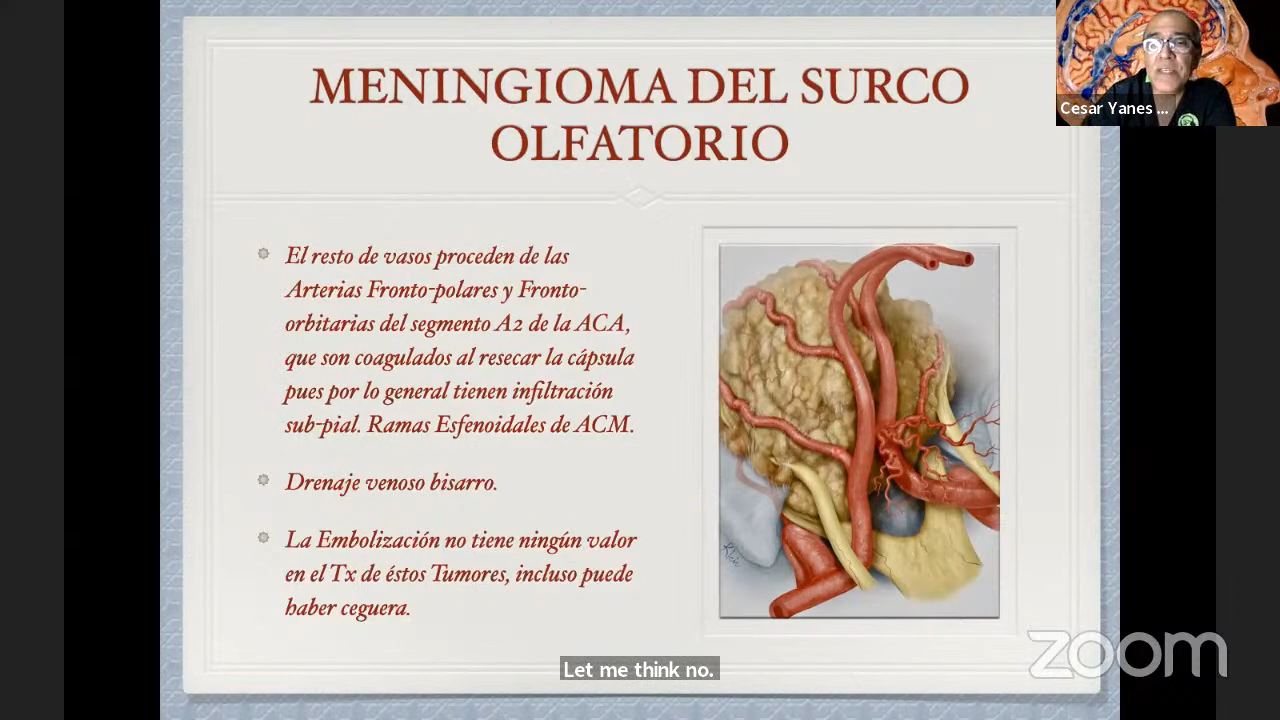 MENINGIOMA DEL SURCO
OLFATORIO
Cesar Yanes ...
El resto de vasos proceden de las
Arterias Fronto-polares y Fronto-
orbitarias del segmento A2 de la ACA,
que son coagulados al resecar la cápsula
pues por lo general tienen infiltración
sub-pial. Ramas Esfenoidales de ACM.
Drenaje venoso bisarro.
La Embolización no tiene ningún valor
en el Tx de éstos Tumores, incluso puede
haber ceguera.
Let me think no.
zoom